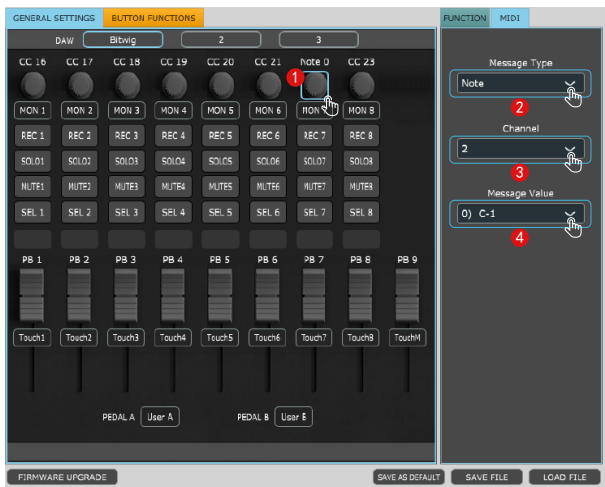 GENERAL SETTINGS BUTTON FUNCTIONS FUNCTION MIDI
DAW Bitwig 2 3
CC 16 CC 17 CC 18 CC 19 CC 20 CC 21 Note 0 CC 23
1
MON 1 MON 2 MON 3 MON 4 MON 5 MON 6 MON MON 8
REC 1 REC 2 REC 3 REC 4 REC 5 REC 6 REC 7 REC 8
SOLO1 SOLO2 SOLO3 SOLO4 SOLO5 SOLO6 SOLO7 SOLO8
MUTE1 MUTE2 MUTE3 MUTE4 MUTE5 MUTE6 MUTE7 MUTE8
SEL 1 SEL 2 SEL 3 SEL 4 SEL 5 SEL 6 SEL 7 SEL 8
PB 1 PB 2 PB 3 PB 4 PB 5 PB 6 PB 7 PB 8 PB 9
Touch1 Touch2 Touch3 Touch4 Touch5 Touch6 Touch7 Touch8 TouchM
PEDAL A User A PEDAL B User B
Message Type
Note
2
Channel
2
3
Message Value
0) C-1
4
FIRMWARE UPGRADE SAVE AS DEFAULT SAVE FILE LOAD FILE